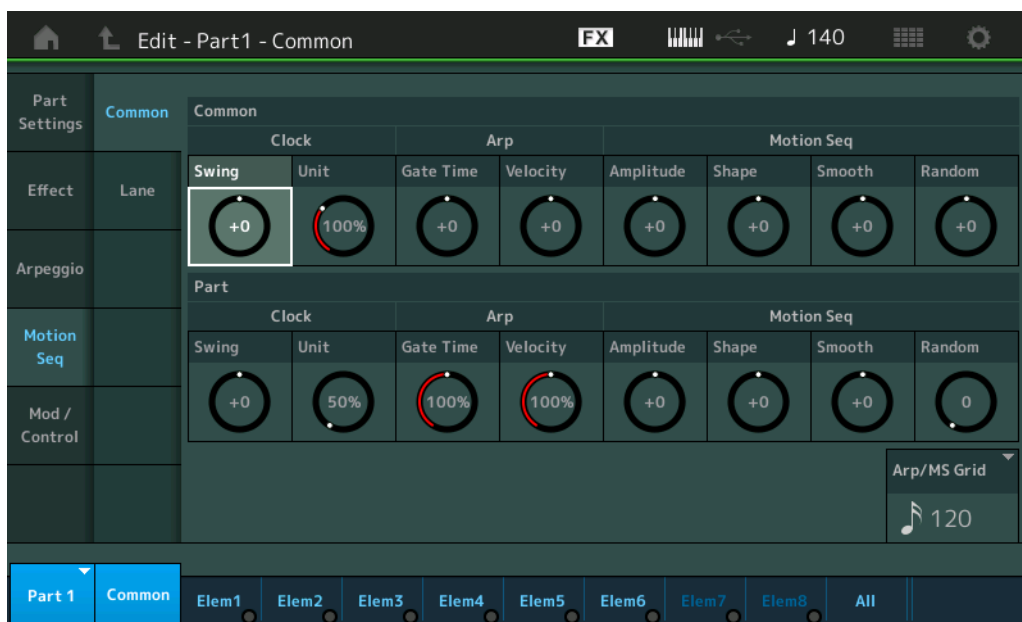 Edit - Part1 - Common FX 140
Part Settings
Common
Effect
Lane
Arpeggio
Motion Seq
Mod / Control
Common
Clock Arp Motion Seq
Swing Unit Gate Time Velocity Amplitude Shape Smooth Random
+0 100% +0 +0 +0 +0 +0 +0
Part
Clock Arp Motion Seq
Swing Unit Gate Time Velocity Amplitude Shape Smooth Random
+0 50% 100% 100% +0 +0 +0 0
Arp/MS Grid
120
Part 1 Common Elem1 Elem2 Elem3 Elem4 Elem5 Elem6 Elem7 Elem8 All